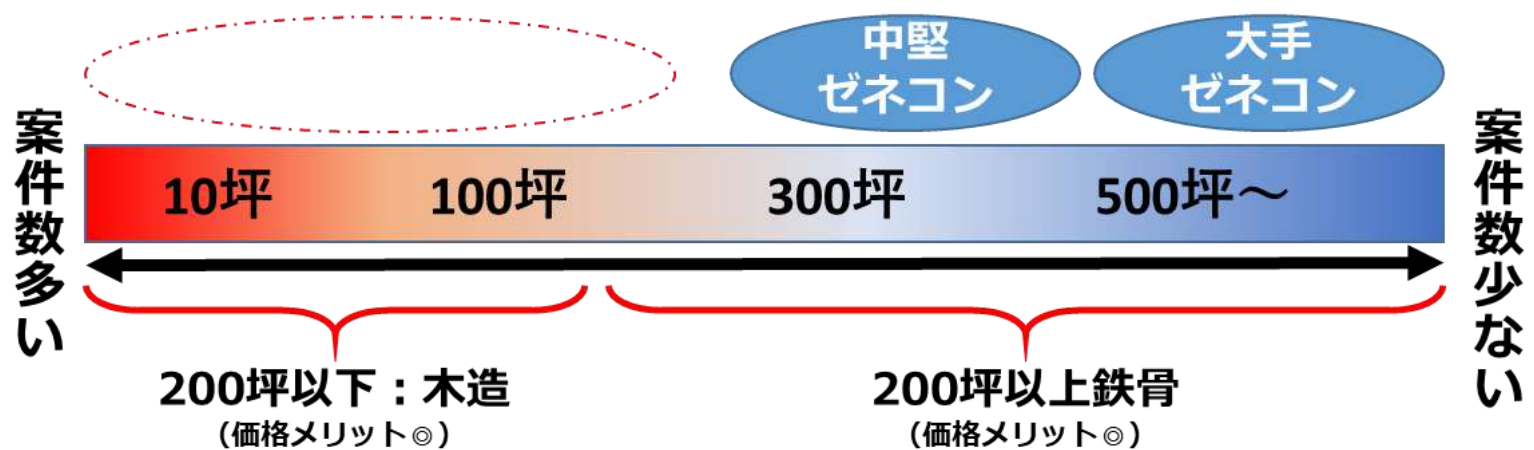 中堅
ゼネコン
大手
ゼネコン
案件数多い
10坪
100坪
300坪
500坪～
案件数少ない
200坪以下：木造
（価格メリット◎）
200坪以上鉄骨
（価格メリット◎）